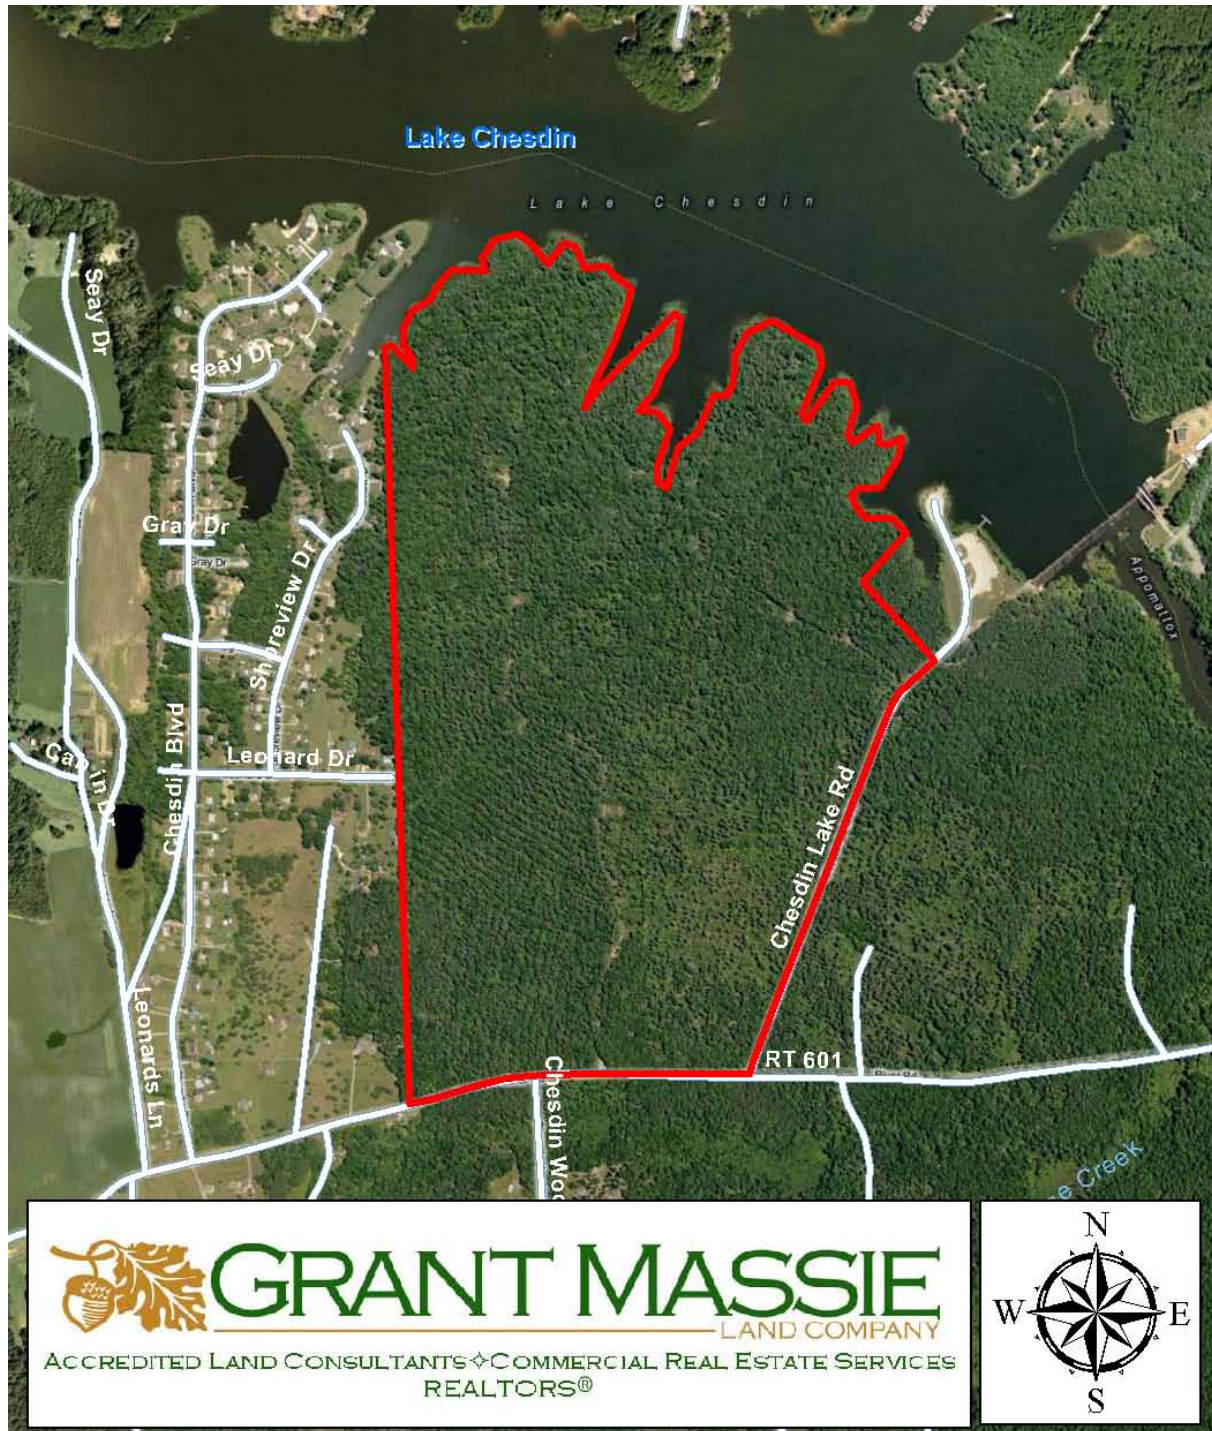 Lake Chesdin
Lake Chesdin
Seay Dr
Seay Dr
Gray Dr
Gray Dr
Shoreview Dr
Appomattox
Chesdin Blvd
Leonard Dr
Chesdin Lake Rd
Leonards Ln
RT 601
Chesdin Woo
Creek
GRANT MASSIE
LAND COMPANY
ACCREDITED LAND CONSULTANTS✧COMMERCIAL REAL ESTATE SERVICES
REALTORS®
N
W E
S